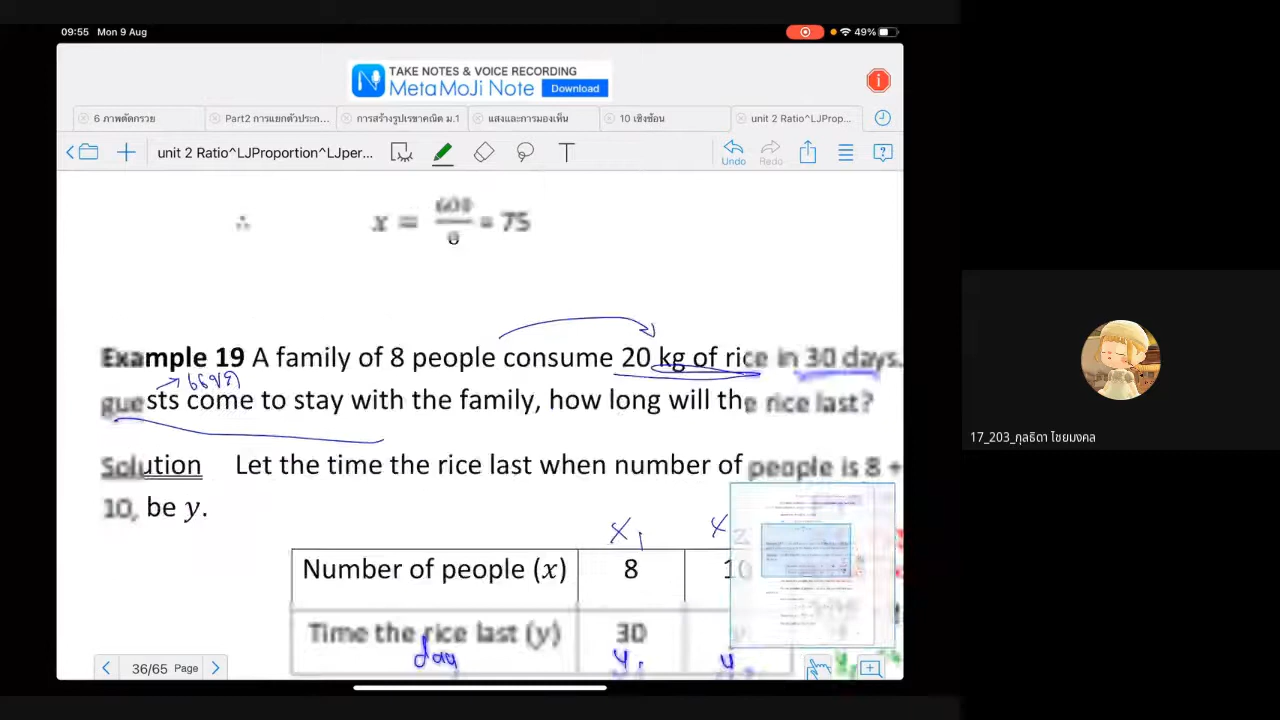 09:55 Mon 9 Aug
49%
TAKE NOTES & VOICE RECORDING
MetaMoJi Note
Download
6 ภาพตัดกรวย
Part2 การแยกตัวประก...
การสร้างรูปเรขาคณิต ม.1
แสงและการมองเห็น
10 เชิงซ้อน
unit 2 Ratio^LJProp...
unit 2 Ratio^LJProportion^LJper...
T
Undo
Redo
∴ x = 600 = 75
Example 19 A family of 8 people consume 20 kg of rice in 30 days.
แขก
guests come to stay with the family, how long will the rice last?
Solution Let the time the rice last when number of people is 8 +
10, be y.
x₁ x
Number of people (x) 8 10
Time the rice last (y) 30
day y₁ y
36/65 Page
17_203_กุลธิดา ไชยมงคล